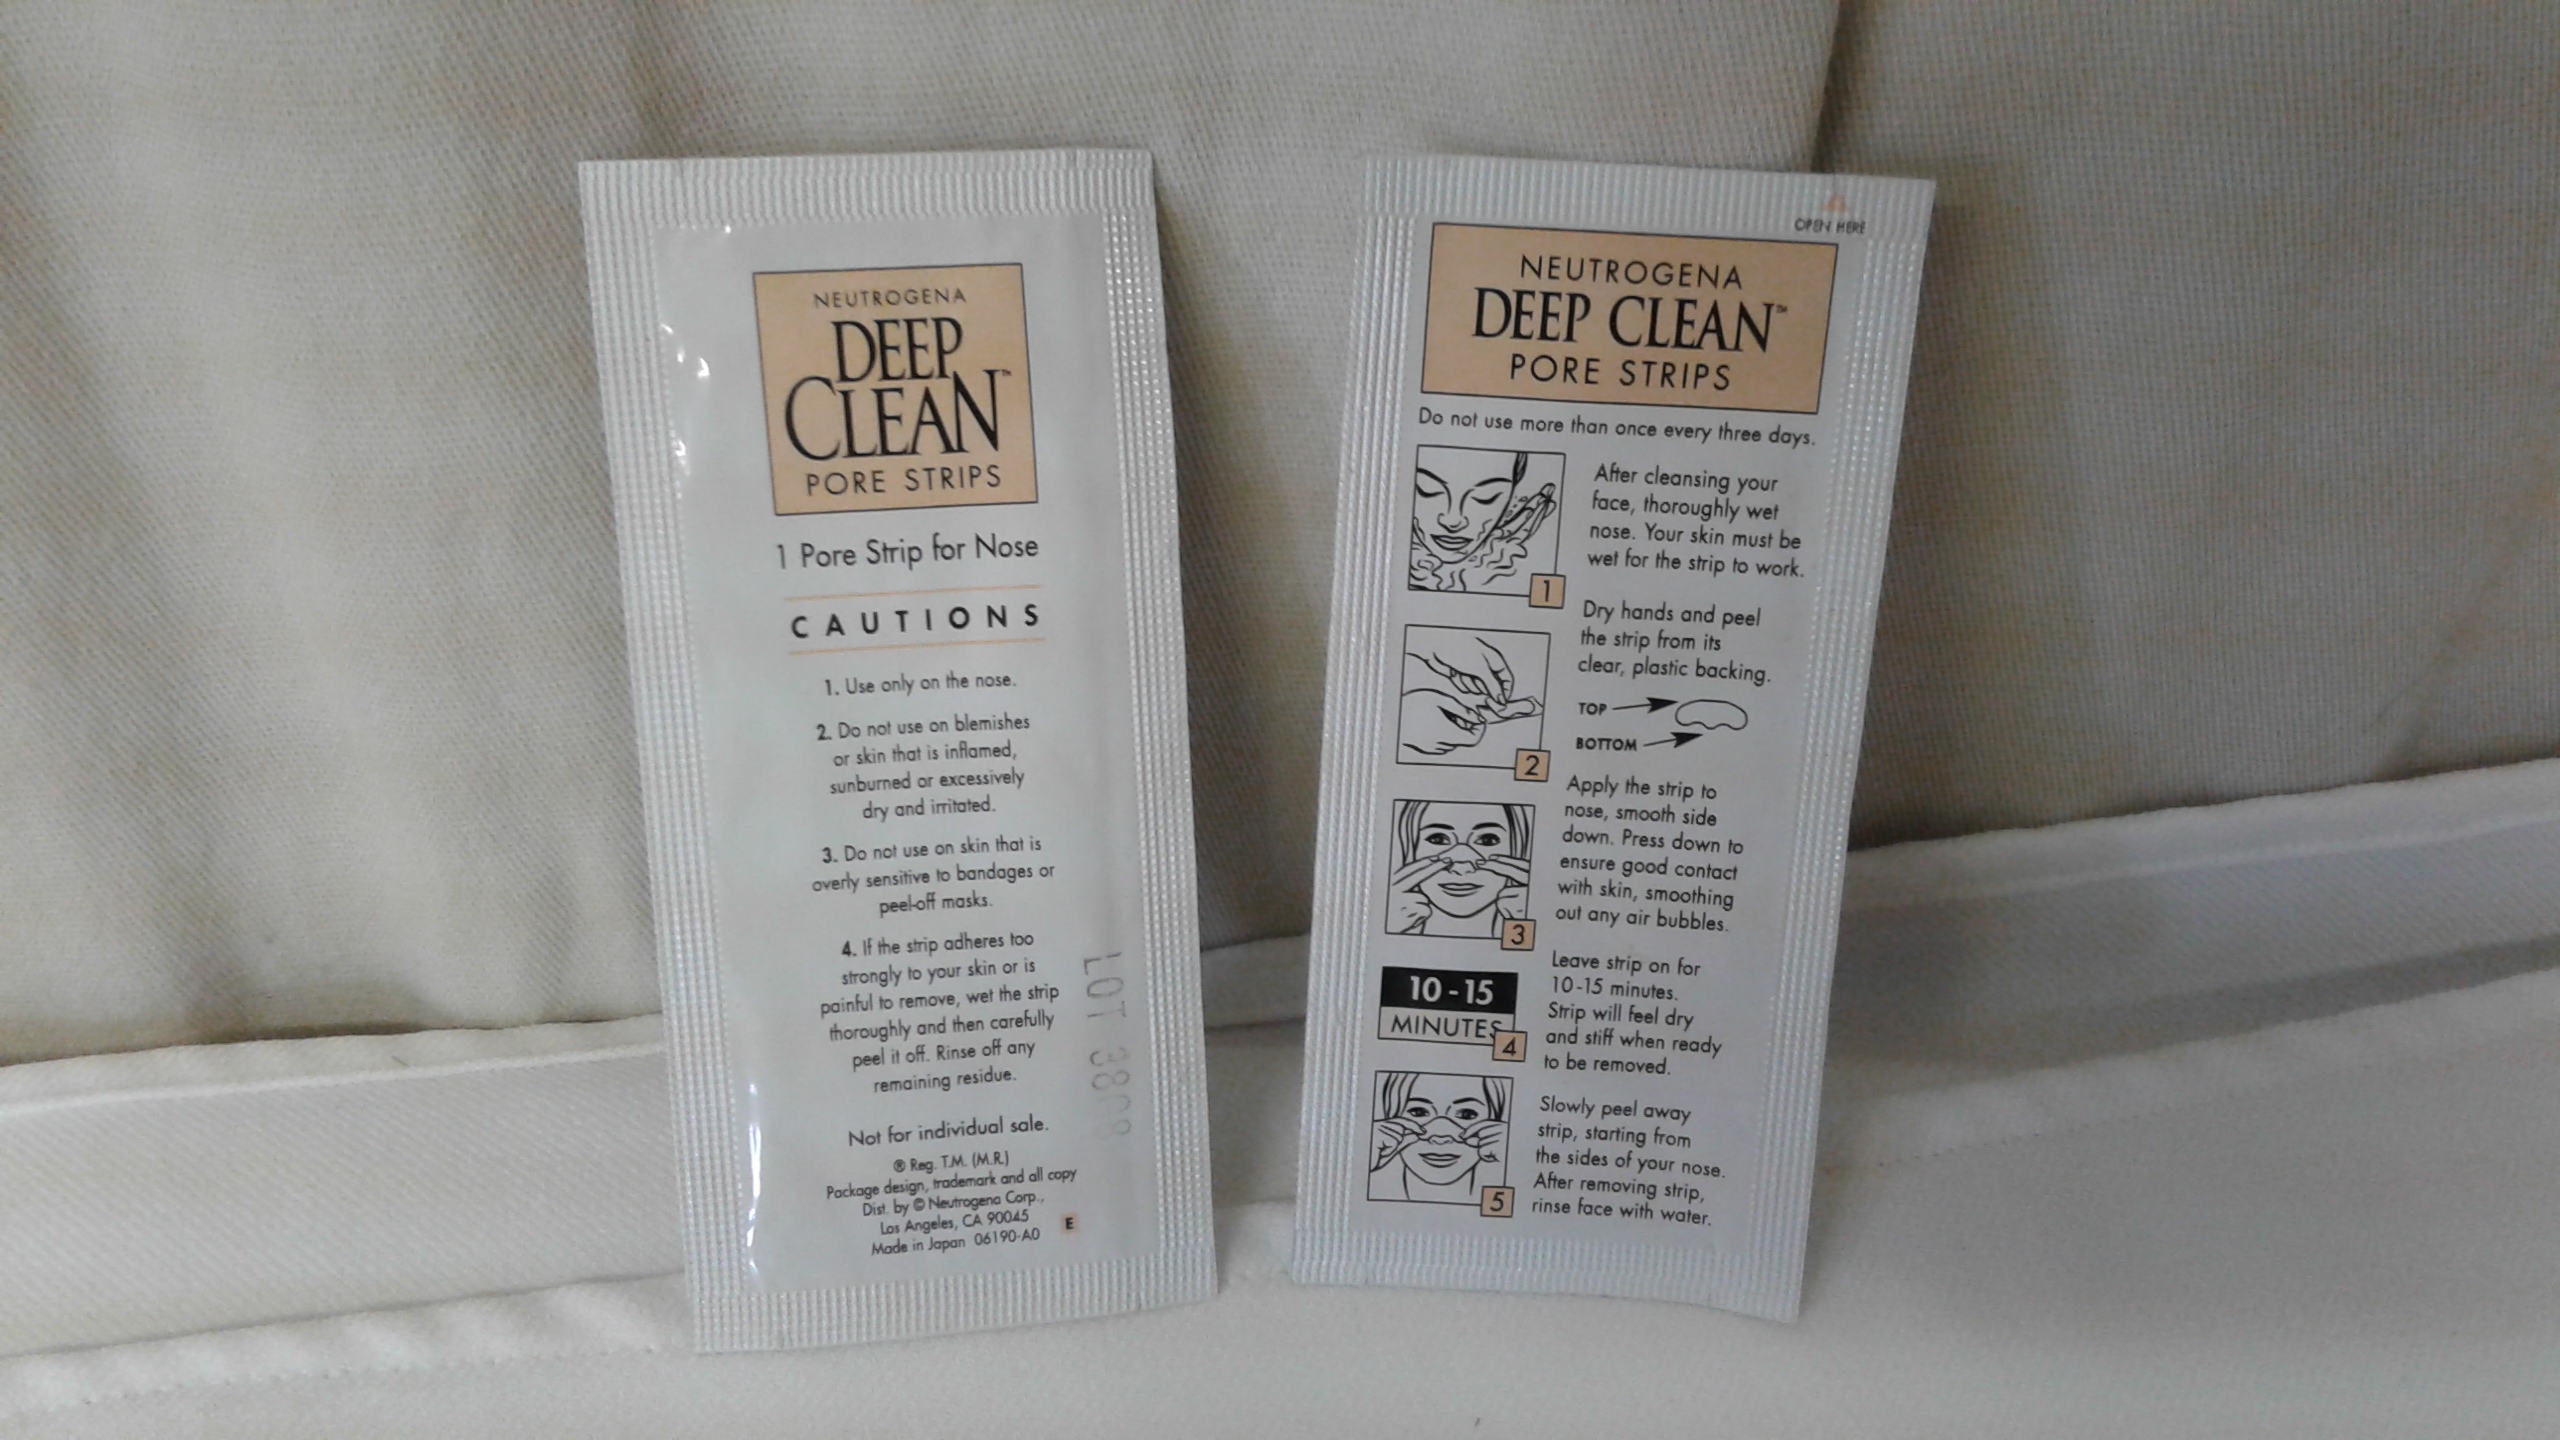 NEUTROGENA
DEEP
CLEAN™
PORE STRIPS
1 Pore Strip for Nose
CAUTIONS
1. Use only on the nose.
2. Do not use on blemishes
or skin that is inflamed,
sunburned or excessively
dry and irritated.
3. Do not use on skin that is
overly sensitive to bandages or
peel-off masks.
4. If the strip adheres too
strongly to your skin or is
painful to remove, wet the strip
thoroughly and then carefully
peel it off. Rinse off any
remaining residue.
Not for individual sale.
® Reg. T.M. (M.R.)
Package design, trademark and all copy
Dist. by © Neutrogena Corp.,
Los Angeles, CA 90045
Made in Japan 06190-A0
E
LOT
OPEN HERE
NEUTROGENA
DEEP CLEAN™
PORE STRIPS
Do not use more than once every three days.
1
After cleansing your
face, thoroughly wet
nose. Your skin must be
wet for the strip to work.
2
Dry hands and peel
the strip from its
clear, plastic backing.
TOP
BOTTOM
3
Apply the strip to
nose, smooth side
down. Press down to
ensure good contact
with skin, smoothing
out any air bubbles.
10-15
MINUTES
4
Leave strip on for
10-15 minutes.
Strip will feel dry
and stiff when ready
to be removed.
5
Slowly peel away
strip, starting from
the sides of your nose.
After removing strip,
rinse face with water.